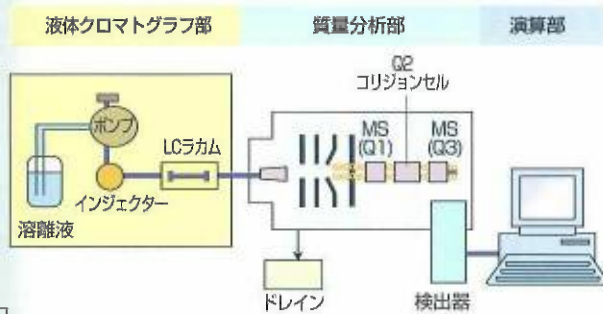 液体クロマトグラフ部
質量分析部
演算部
Q2
コリジョンセル
ポンプ
LCラカム
MS
(Q1)
MS
(Q3)
インジェクター
溶離液
ドレイン
検出器